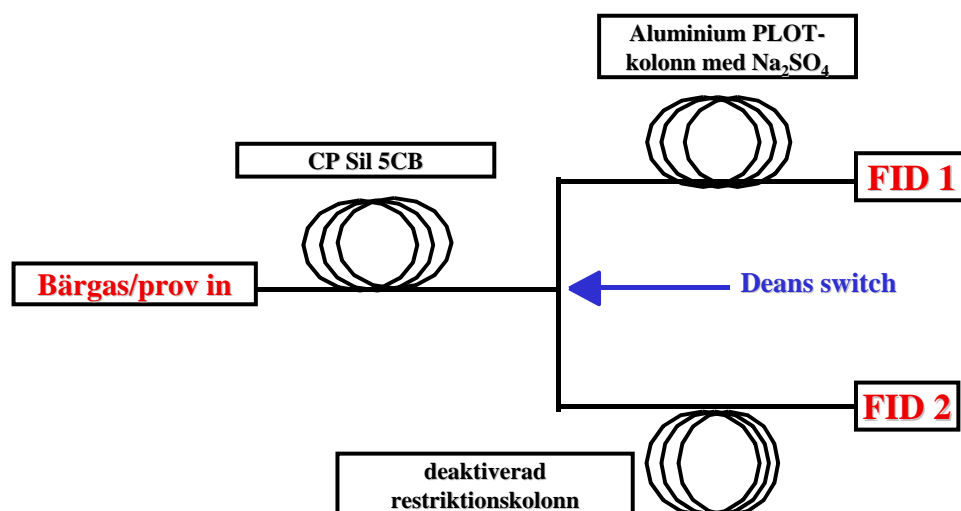 Aluminium PLOT-
kolonn med Na₂SO₄
CP Sil 5CB
FID 1
Bärgas/prov in
Deans switch
FID 2
deaktiverad
restriktionskolonn